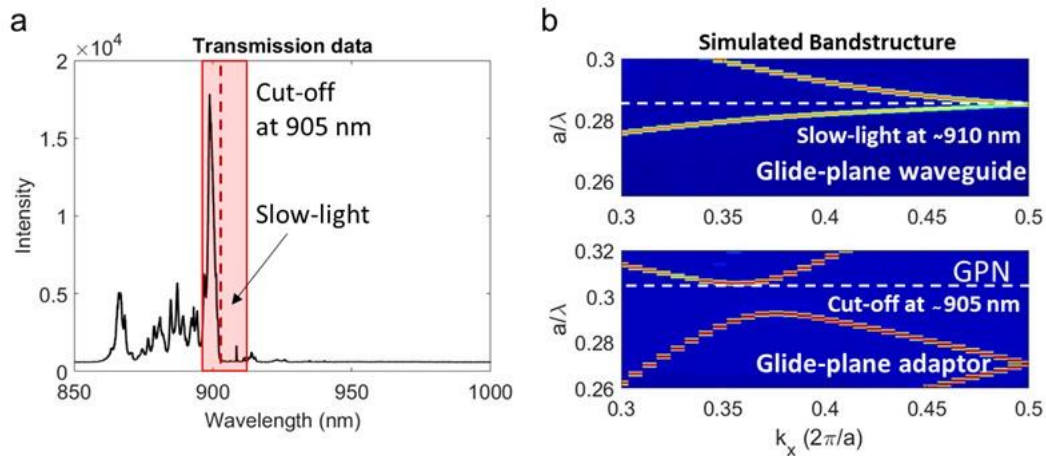 a
Transmission data
×10⁴
2
1.5
1
0.5
0
Intensity
Cut-off
at 905 nm
Slow-light
850
900
950
1000
Wavelength (nm)
b
Simulated Bandstructure
0.3
0.28
0.26
a/λ
Slow-light at ~910 nm
Glide-plane waveguide
0.3
0.35
0.4
0.45
0.5
0.32
0.3
0.28
0.26
a/λ
GPN
Cut-off at ~905 nm
Glide-plane adaptor
0.3
0.35
0.4
0.45
0.5
k_x (2π/a)